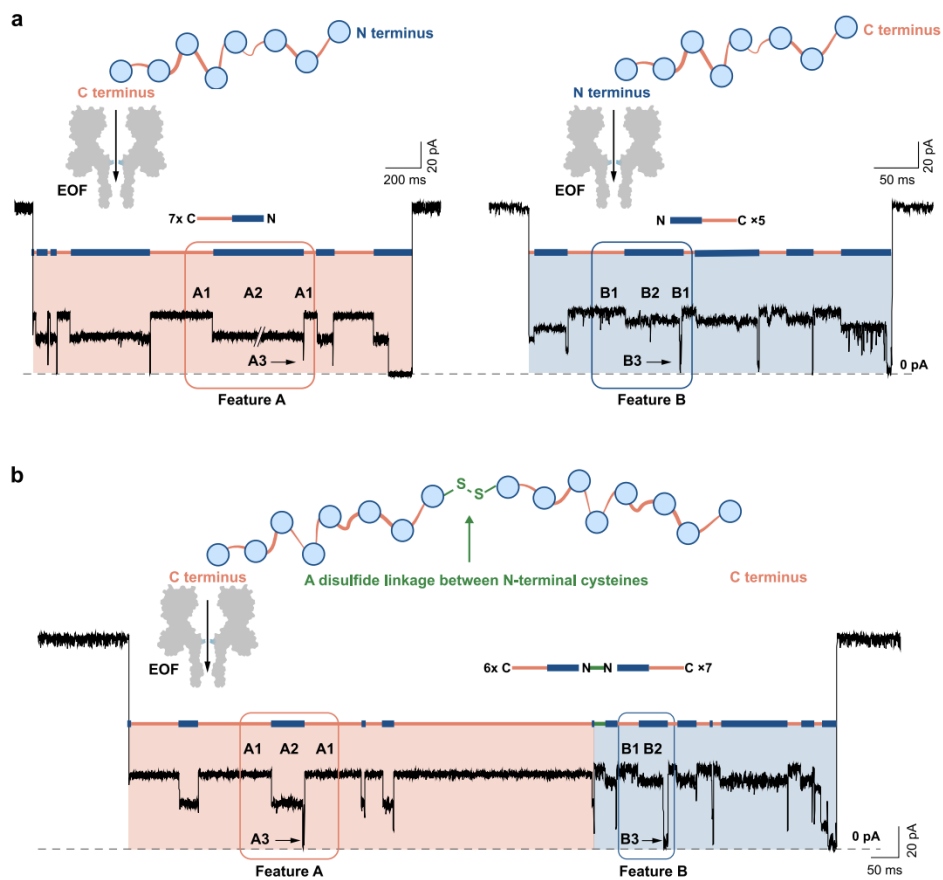 a
N terminus
C terminus
C terminus
N terminus
EOF
20 pA
200 ms
EOF
20 pA
50 ms
7x C
N
N
C ×5
A1
A2
A1
A3
B1
B2
B1
B3
0 pA
Feature A
Feature B
b
S
S
C terminus
A disulfide linkage between N-terminal cysteines
C terminus
EOF
6x C
N
N
C ×7
A1
A2
A1
A3
B1
B2
B3
0 pA
20 pA
50 ms
Feature A
Feature B